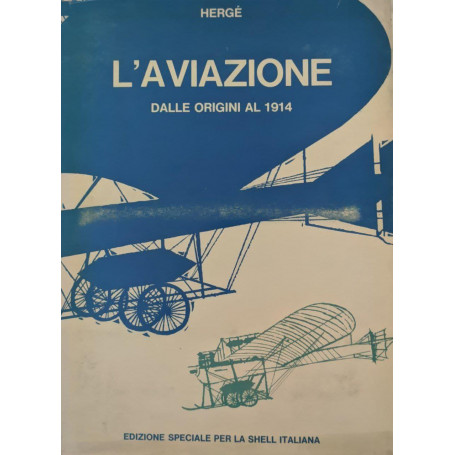 HERGÉ
L'AVIAZIONE
DALLE ORIGINI AL 1914
EDIZIONE SPECIALE PER LA SHELL ITALIANA